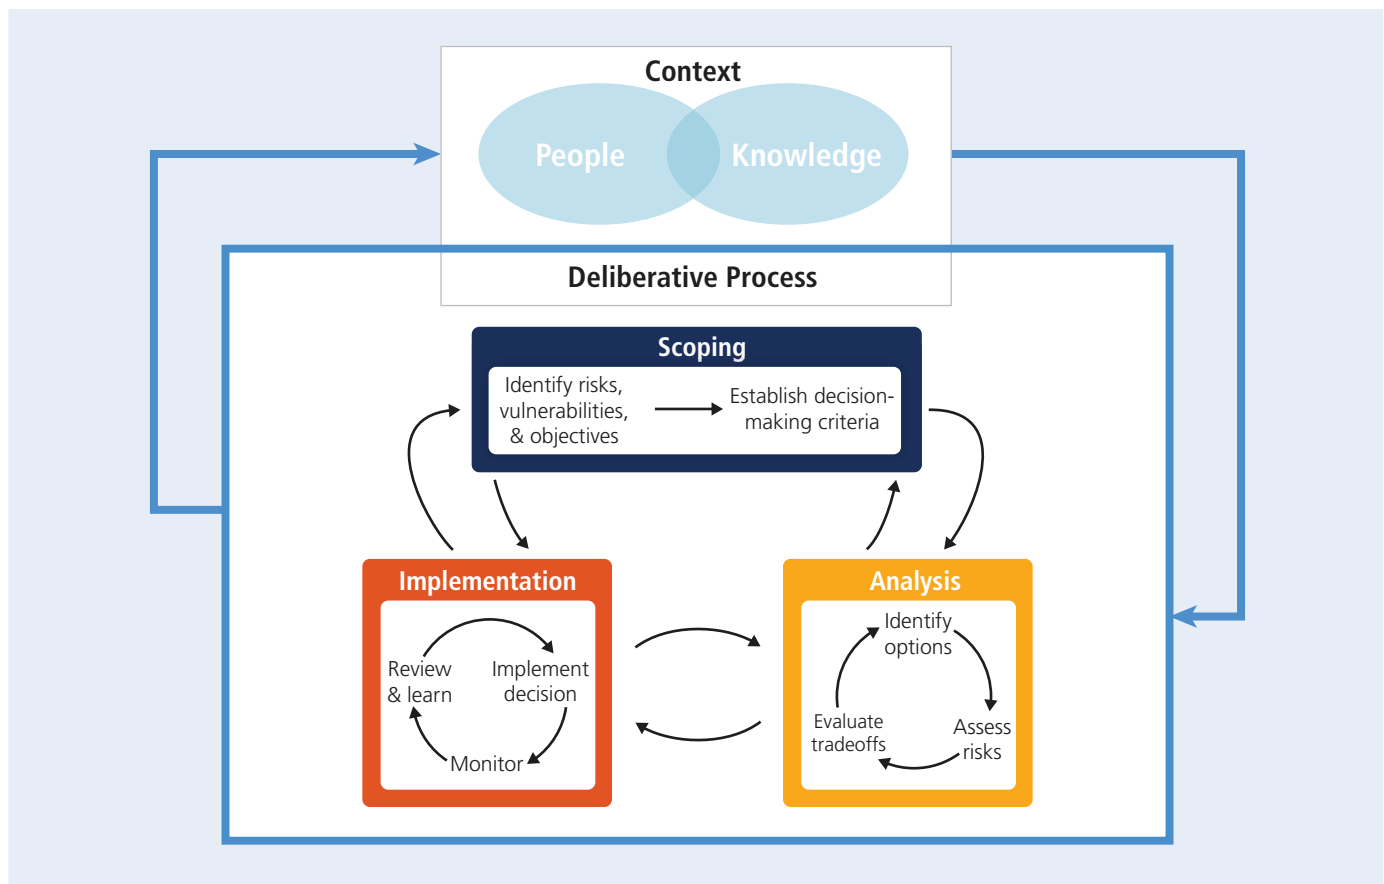 Context
People
Knowledge
Deliberative Process
Scoping
Identify risks,
vulnerabilities,
& objectives
Establish decision-
making criteria
Implementation
Review
& learn
Implement
decision
Monitor
Analysis
Identify
options
Assess
risks
Evaluate
tradeoffs